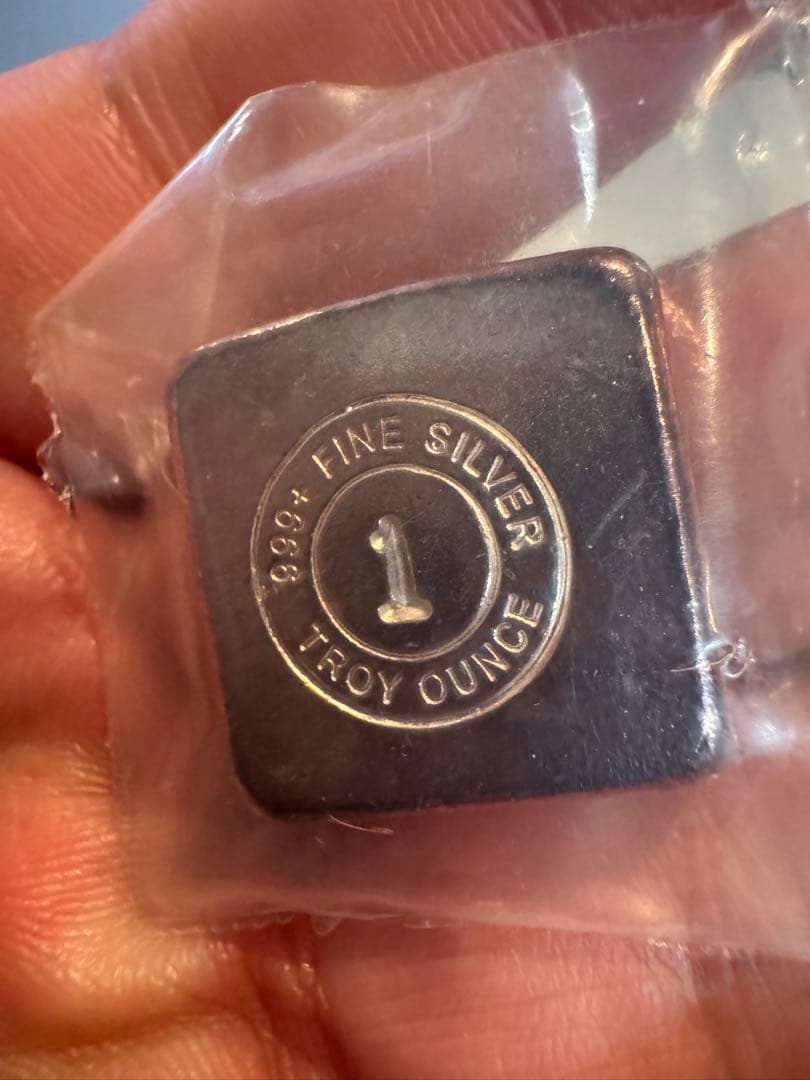 999+ FINE SILVER
1
TROY OUNCE